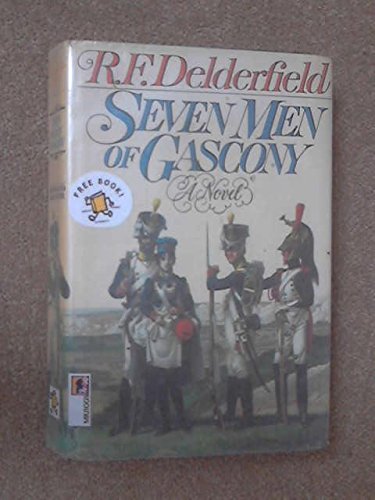 R.F. Delderfield
SEVEN MEN
OF GASCONY
A Novel
FREE BOOK!